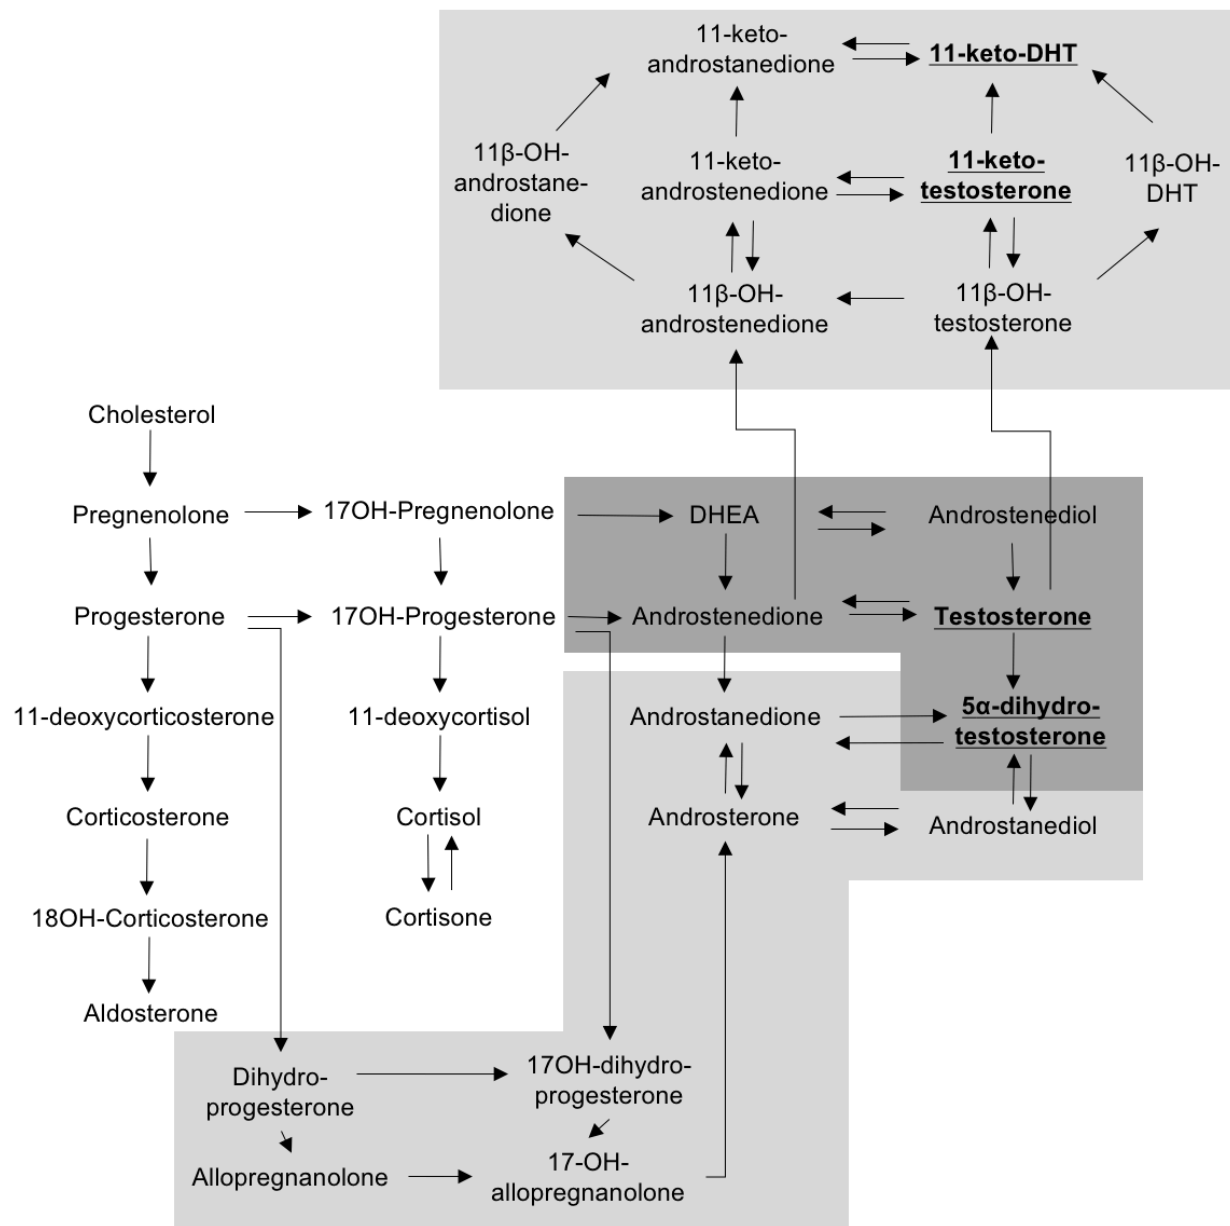 11-keto-
androstanedione
11-keto-DHT
11β-OH-
androstane-
dione
11-keto-
androstenedione
11-keto-
testosterone
11β-OH-
DHT
11β-OH-
androstenedione
11β-OH-
testosterone
Cholesterol
Pregnenolone
17OH-Pregnenolone
DHEA
Androstenediol
Progesterone
17OH-Progesterone
Androstenedione
Testosterone
11-deoxycorticosterone
11-deoxycortisol
Androstanedione
5α-dihydro-
testosterone
Corticosterone
Cortisol
Androsterone
Androstanediol
18OH-Corticosterone
Cortisone
Aldosterone
Dihydro-
progesterone
17OH-dihydro-
progesterone
Allopregnanolone
17-OH-
allopregnanolone